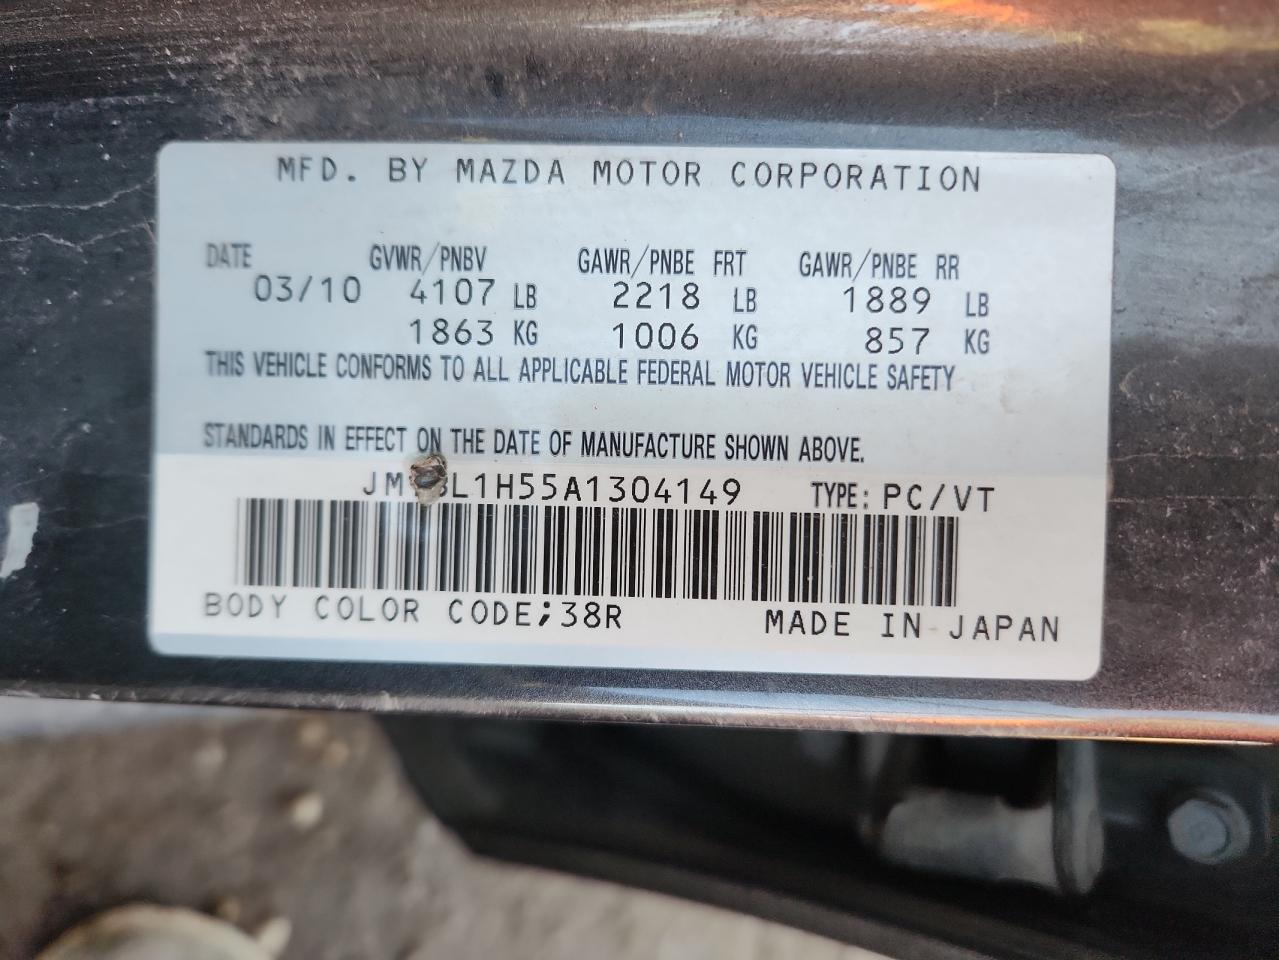 MFD. BY MAZDA MOTOR CORPORATION
DATE GVWR/PNBV GAWR/PNBE FRT GAWR/PNBE RR
03/10 4107 LB 2218 LB 1889 LB
1863 KG 1006 KG 857 KG
THIS VEHICLE CONFORMS TO ALL APPLICABLE FEDERAL MOTOR VEHICLE SAFETY
STANDARDS IN EFFECT ON THE DATE OF MANUFACTURE SHOWN ABOVE.
TYPE: PC/VT
BODY COLOR CODE;38R MADE IN JAPAN